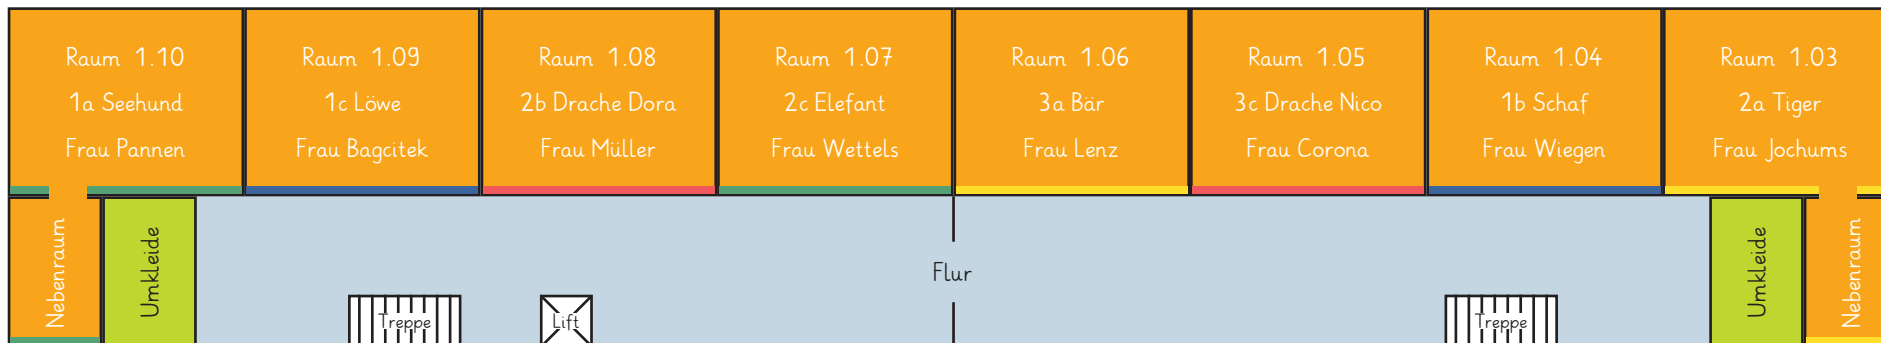 Raum 1.10
1a Seehund
Frau Pannen
Raum 1.09
1c Löwe
Frau Bagcitek
Raum 1.08
2b Drache Dora
Frau Müller
Raum 1.07
2c Elefant
Frau Wettels
Raum 1.06
3a Bär
Frau Lenz
Raum 1.05
3c Drache Nico
Frau Corona
Raum 1.04
1b Schaf
Frau Wiegen
Raum 1.03
2a Tiger
Frau Jochums
Nebenraum
Umkleide
Treppe
Lift
Flur
Treppe
Umkleide
Nebenraum